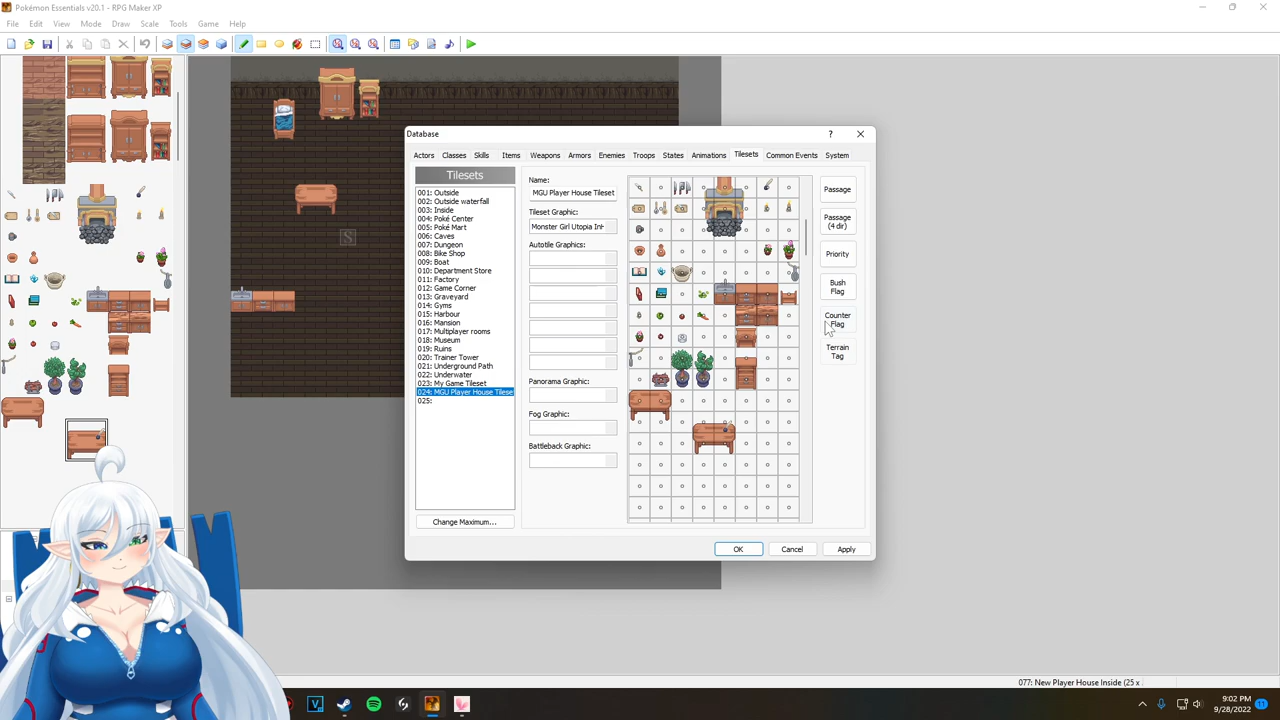 Pokémon Essentials v20.1 - RPG Maker XP
File Edit View Mode Draw Scale Tools Game Help
S
Database
?
Actors Classes Skills Items Weapons Armors Enemies Troops States Animations Tilesets Common Events System
Tilesets
001: Outside
002: Outside waterfall
003: Inside
004: Poké Center
005: Poké Mart
006: Caves
007: Dungeon
008: Bike Shop
009: Boat
010: Department Store
011: Factory
012: Game Corner
013: Graveyard
014: Gyms
015: Harbour
016: Mansion
017: Multiplayer rooms
018: Museum
019: Ruins
020: Trainer Tower
021: Underground Path
022: Underwater
023: My Game Tileset
024: MGU Player House Tileset
025:
Change Maximum...
Name:
MGU Player House Tileset
Tileset Graphic:
Monster Girl Utopia Int
Autotile Graphics:
Panorama Graphic:
Fog Graphic:
Battleback Graphic:
Passage
Passage
(4 dir)
Priority
Bush
Flag
Counter
Flag
Terrain
Tag
OK Cancel Apply
077: New Player House Inside (25 x
9:02 PM
9/28/2022